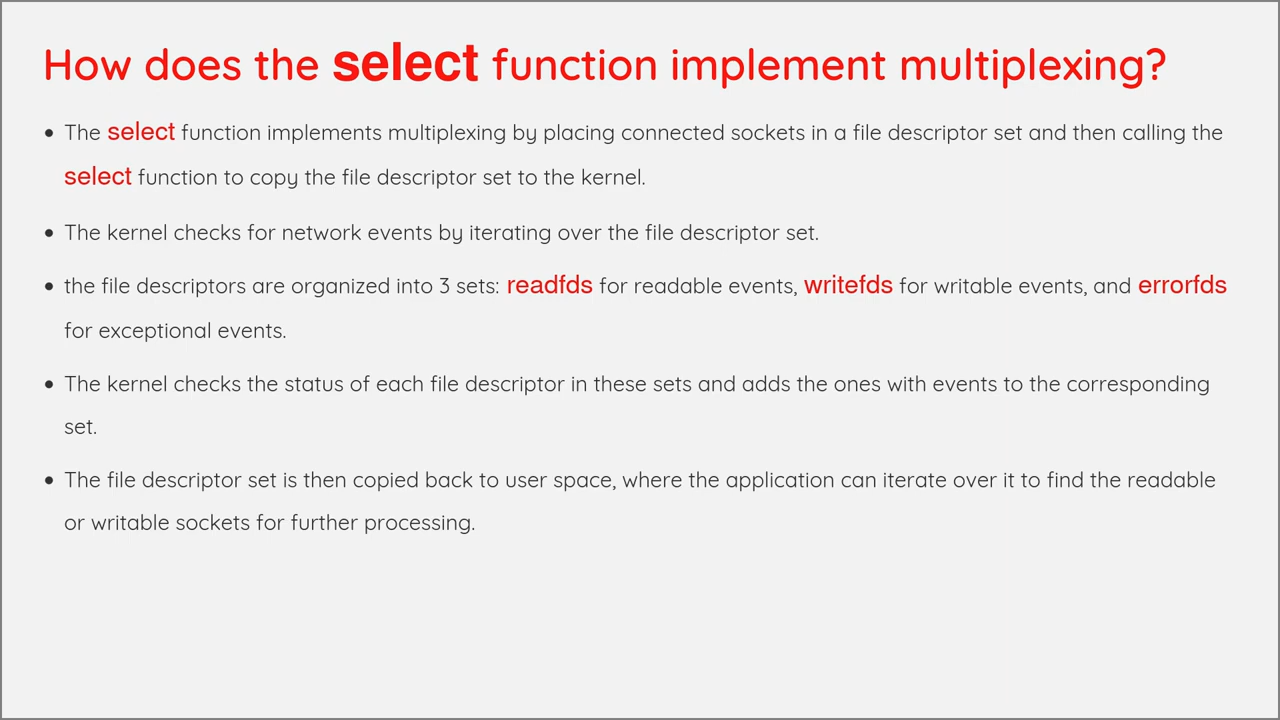 How does the select function implement multiplexing?
• The select function implements multiplexing by placing connected sockets in a file descriptor set and then calling the
select function to copy the file descriptor set to the kernel.
• The kernel checks for network events by iterating over the file descriptor set.
• the file descriptors are organized into 3 sets: readfds for readable events, writefds for writable events, and errorfds
for exceptional events.
• The kernel checks the status of each file descriptor in these sets and adds the ones with events to the corresponding
set.
• The file descriptor set is then copied back to user space, where the application can iterate over it to find the readable
or writable sockets for further processing.